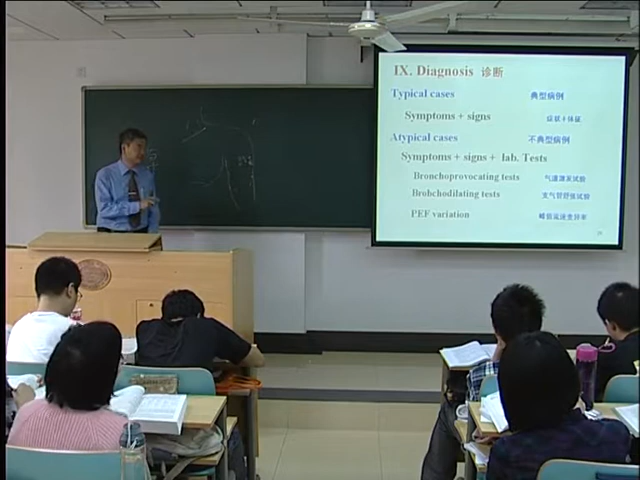 IX. Diagnosis 诊断
Typical cases 典型病例
Symptoms + signs 症状+体征
Atypical cases 不典型病例
Symptoms + signs + lab. Tests
Bronchoprovocating tests 气道激发试验
Brohchodilating tests 支气管舒张试验
PEF variation 峰值流速变异率